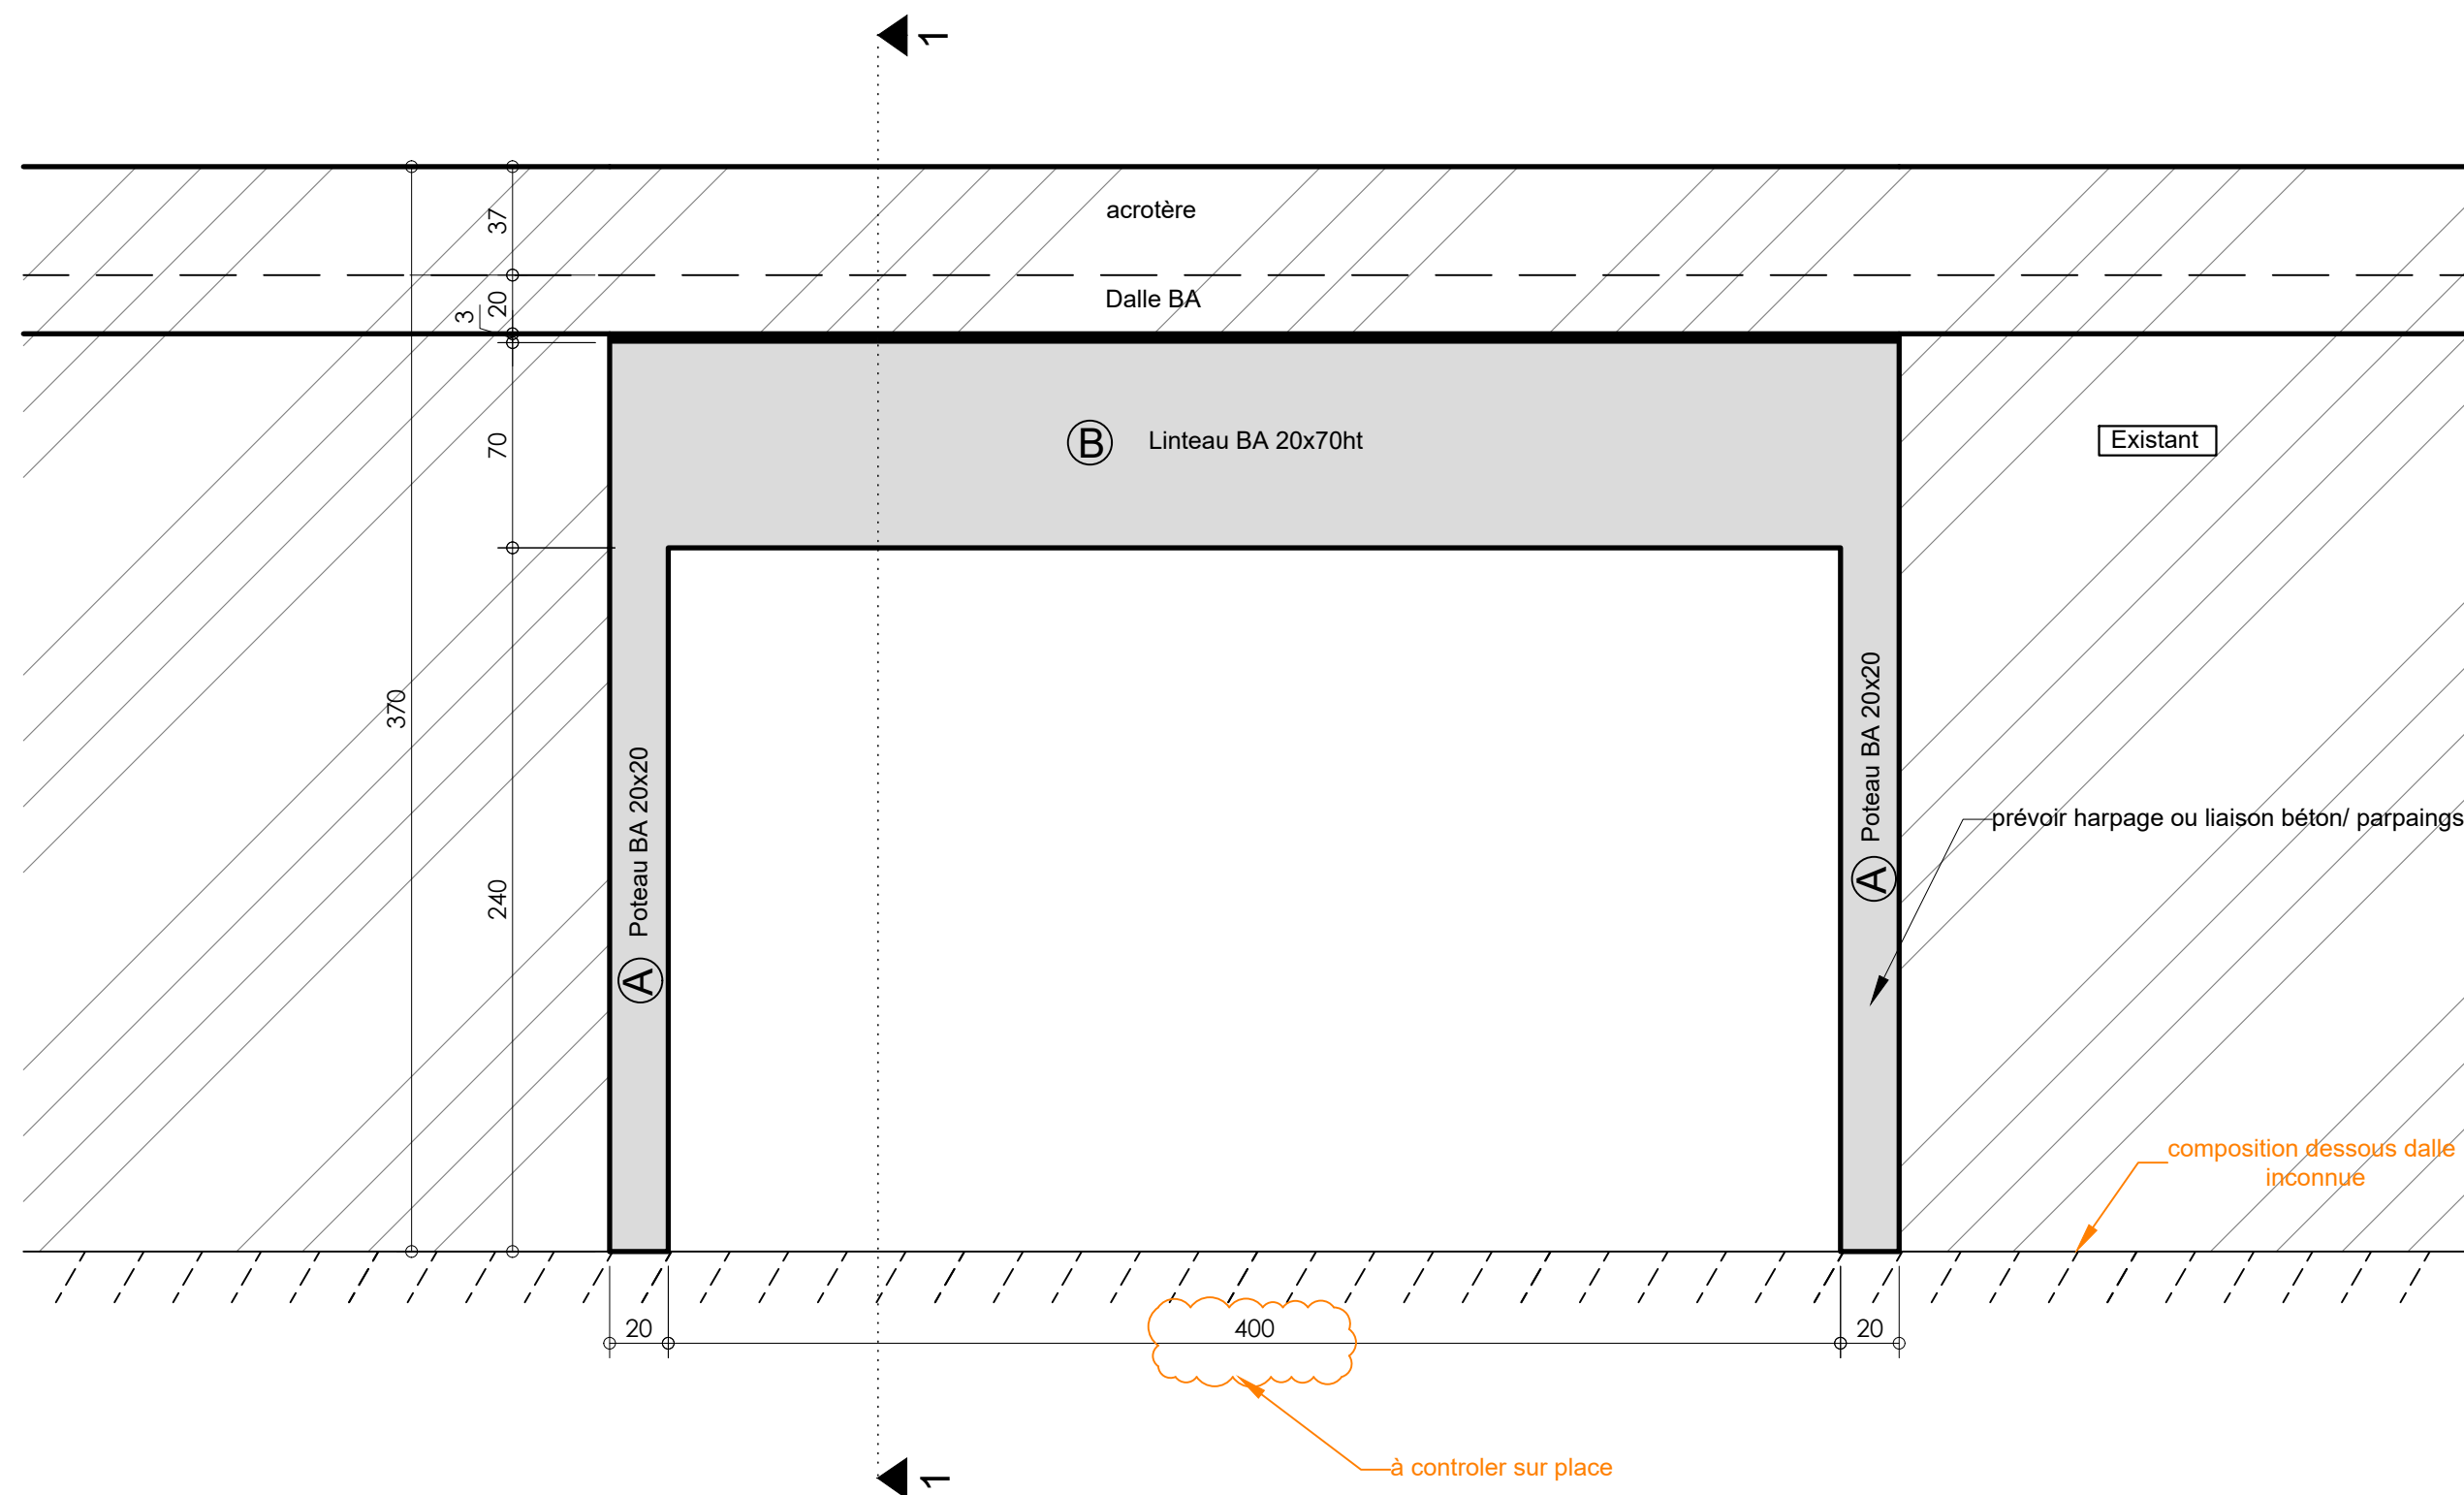 1
37
acrotère
20
Dalle BA
3
70
B
Linteau BA 20x70ht
Existant
370
Poteau BA 20x20
Poteau BA 20x20
prévoir harpage ou liaison béton/ parpaings
240
A
A
composition dessous dalle
inconnue
20
400
20
à controler sur place
1